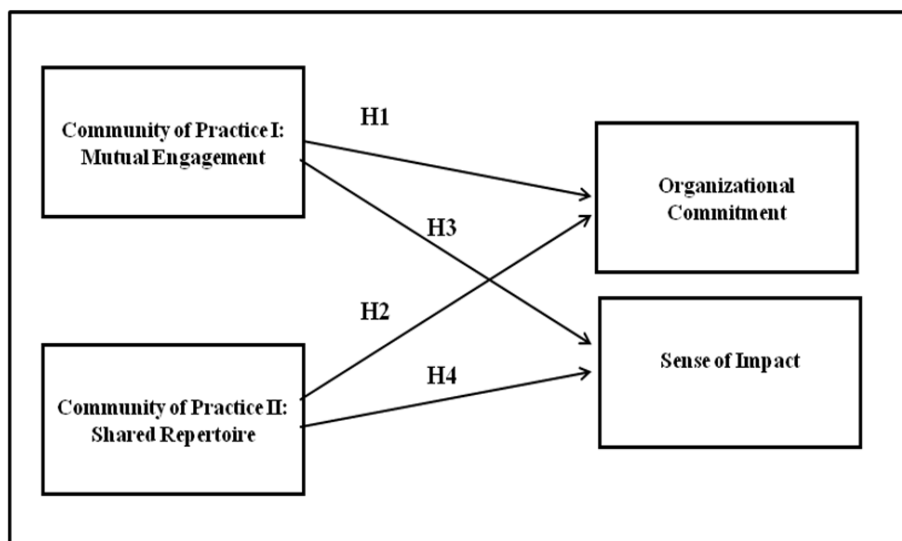 Community of Practice I:
Mutual Engagement
H1
Organizational
Commitment
H3
H2
Sense of Impact
H4
Community of Practice II:
Shared Repertoire